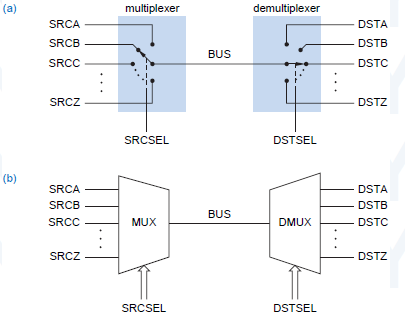 (a)
multiplexer demultiplexer
SRCA DSTA
SRCB DSTB
BUS
SRCC DSTC
SRCZ DSTZ
SRCSEL DSTSEL
(b)
SRCA DSTA
SRCB DSTB
BUS
SRCC MUX DMUX DSTC
SRCZ DSTZ
SRCSEL DSTSEL